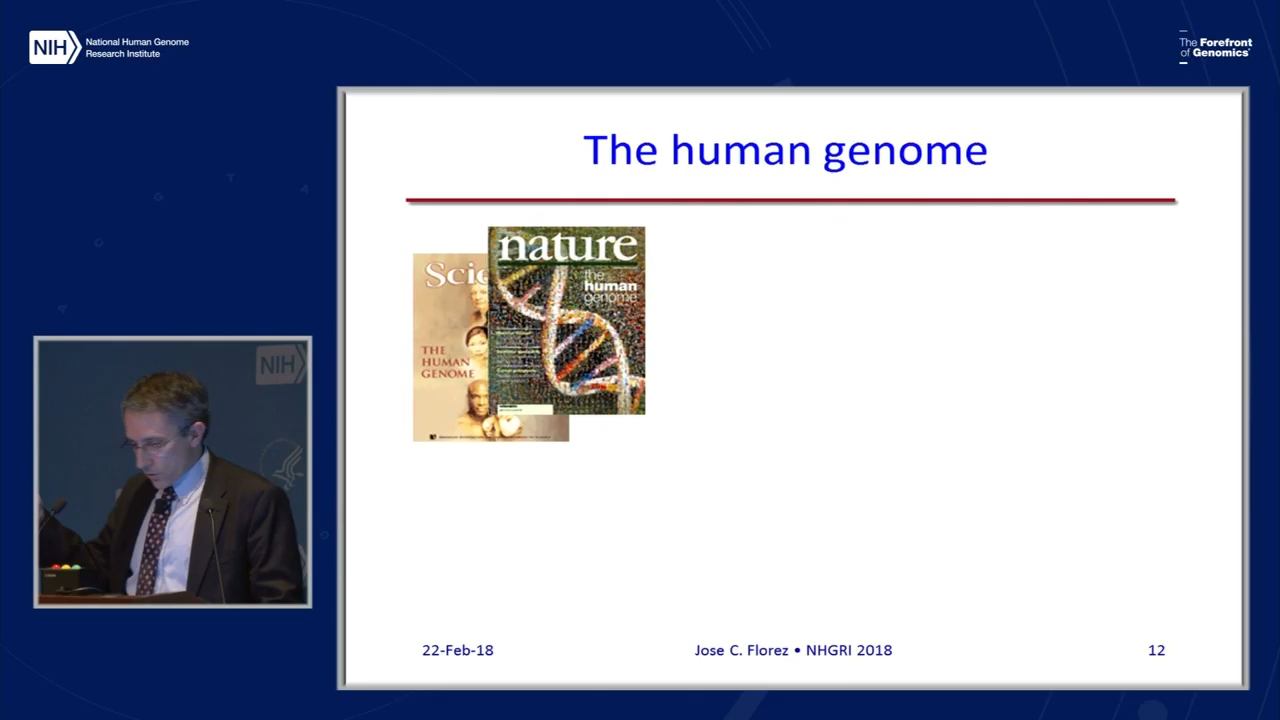 NIH
National Human Genome
Research Institute
The Forefront
of Genomics
The human genome
nature
the
human
genome
Scie
THE
HUMAN
GENOME
NIH
22-Feb-18
Jose C. Florez • NHGRI 2018
12